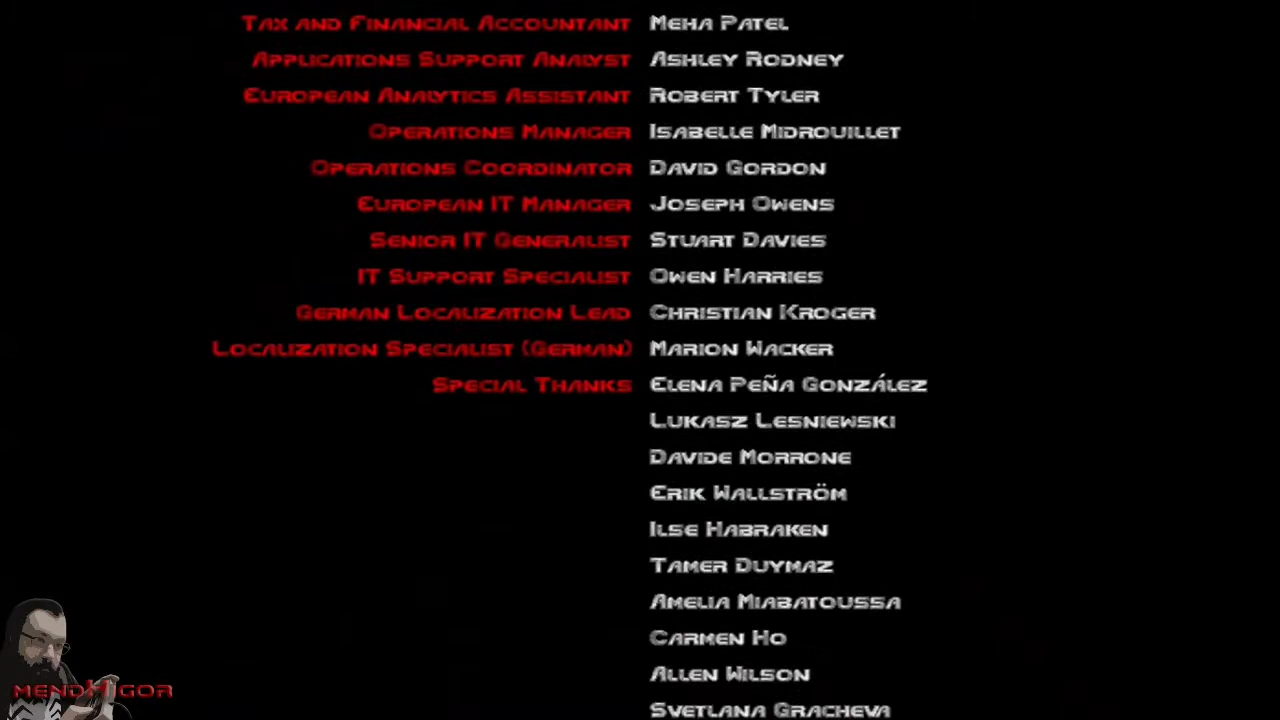 Tax and Financial Accountant Meha Patel
Applications Support Analyst Ashley Rodney
European Analytics Assistant Robert Tyler
Operations Manager Isabelle Midrouillet
Operations Coordinator David Gordon
European IT Manager Joseph Owens
Senior IT Generalist Stuart Davies
IT Support Specialist Owen Harries
German Localization Lead Christian Kroger
Localization Specialist (German) Marion Wacker
Special Thanks Elena Peña González
Lukasz Lesniewski
Davide Morrone
Erik Wallström
Ilse Habraken
Tamer Duymaz
Amelia Miabatoussa
Carmen Ho
Allen Wilson
mendHigor
Svetlana Gracheva